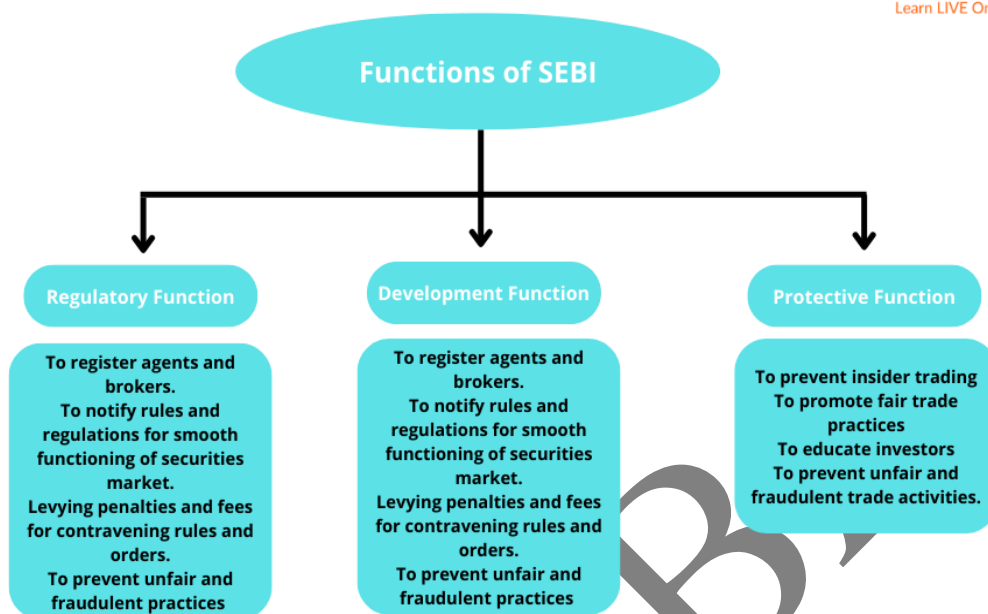 Learn LIVE On
Functions of SEBI
Regulatory Function
To register agents and
brokers.
To notify rules and
regulations for smooth
functioning of securities
market.
Levying penalties and fees
for contravening rules and
orders.
To prevent unfair and
fraudulent practices
Development Function
To register agents and
brokers.
To notify rules and
regulations for smooth
functioning of securities
market.
Levying penalties and fees
for contravening rules and
orders.
To prevent unfair and
fraudulent practices
Protective Function
To prevent insider trading
To promote fair trade
practices
To educate investors
To prevent unfair and
fraudulent trade activities.